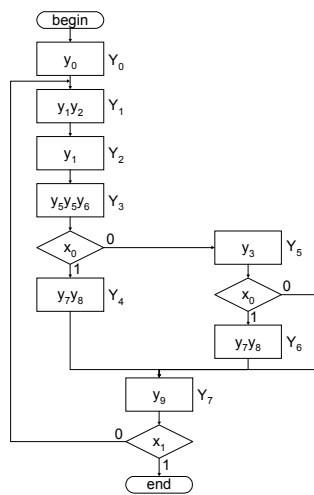 begin
y0 Y0
y1y2 Y1
y1 Y2
y5y5y6 Y3
x0 0 y3 Y5
1 x0 0
y7y8 Y4 1
y7y8 Y6
y9 Y7
0 x1
1
end